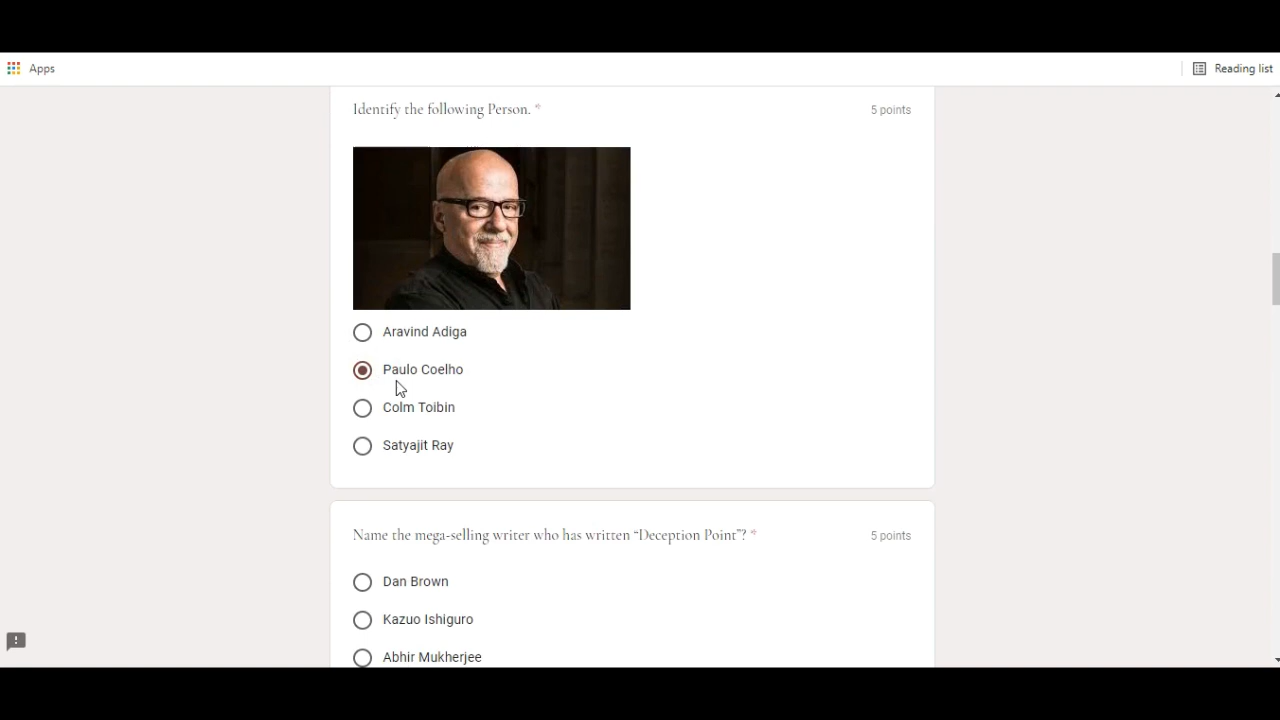 Apps
Reading list
Identify the following Person. *
5 points
Aravind Adiga
Paulo Coelho
Colm Toibin
Satyajit Ray
Name the mega-selling writer who has written “Deception Point”? *
5 points
Dan Brown
Kazuo Ishiguro
Abhir Mukherjee